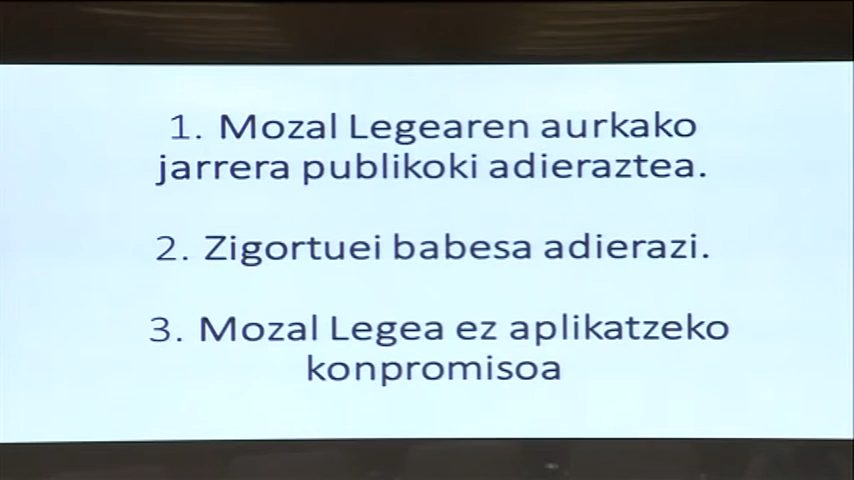 1. Mozal Legearen aurkako
jarrera publikoki adieraztea.
2. Zigortuei babesa adierazi.
3. Mozal Legea ez aplikatzeko
konpromisoa